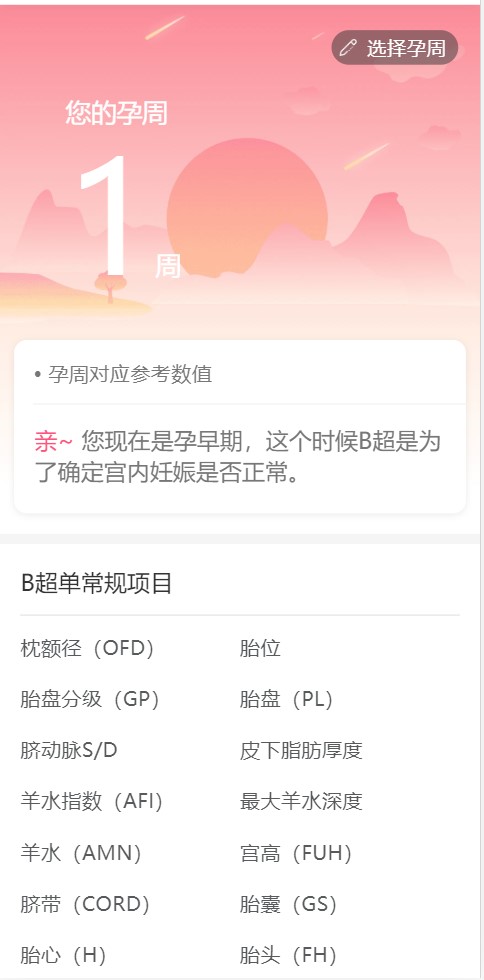 选择孕周
您的孕周
1周
• 孕周对应参考数值
亲~ 您现在是孕早期，这个时候B超是为
了确定宫内妊娠是否正常。
B超单常规项目
枕额径（OFD） 胎位
胎盘分级（GP） 胎盘（PL）
脐动脉S/D 皮下脂肪厚度
羊水指数（AFI） 最大羊水深度
羊水（AMN） 宫高（FUH）
脐带（CORD） 胎囊（GS）
胎心（H） 胎头（FH）